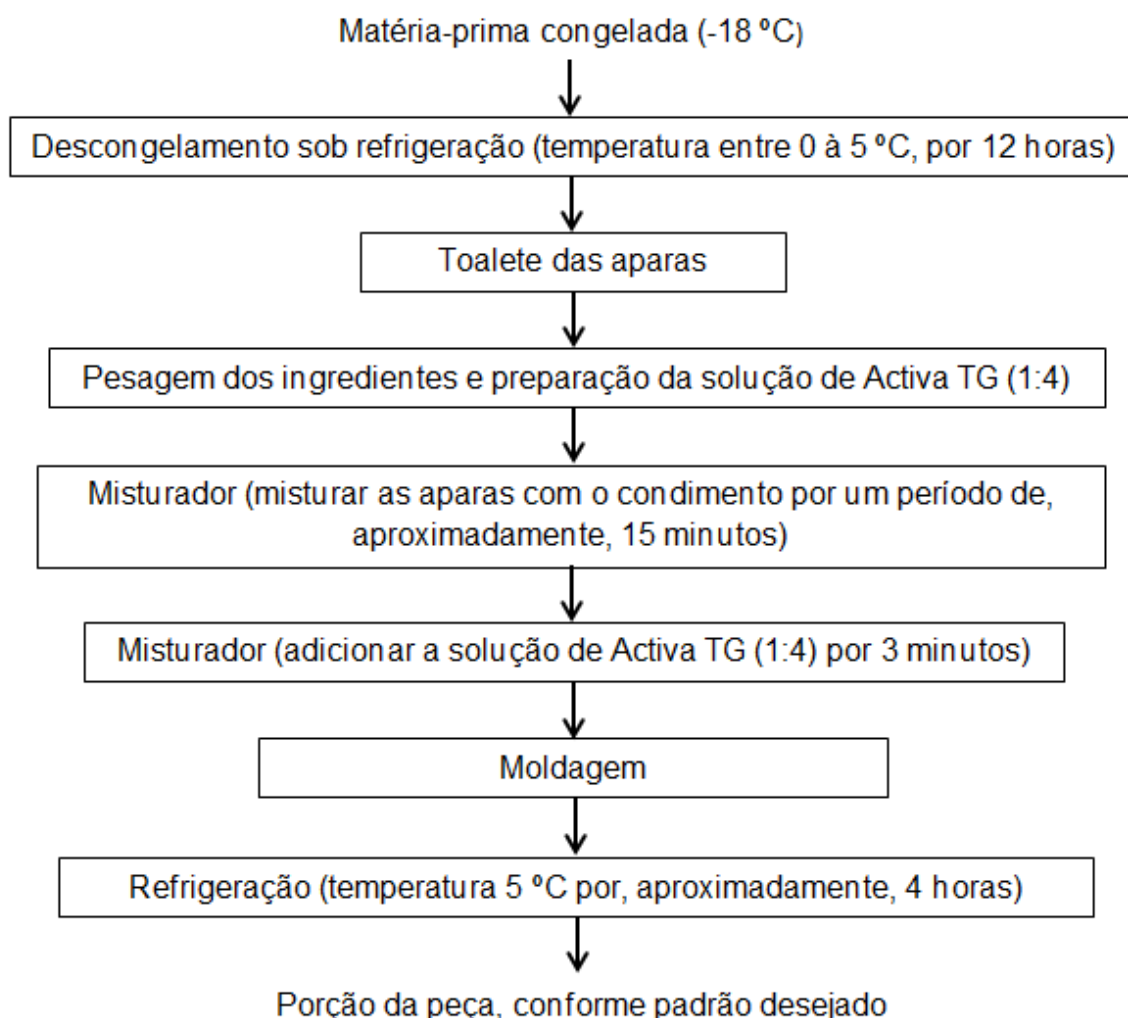 Matéria-prima congelada (-18 ºC)
Descongelamento sob refrigeração (temperatura entre 0 à 5 ºC, por 12 horas)
Toalete das aparas
Pesagem dos ingredientes e preparação da solução de Activa TG (1:4)
Misturador (misturar as aparas com o condimento por um período de,
aproximadamente, 15 minutos)
Misturador (adicionar a solução de Activa TG (1:4) por 3 minutos)
Moldagem
Refrigeração (temperatura 5 ºC por, aproximadamente, 4 horas)
Porção da peça, conforme padrão desejado